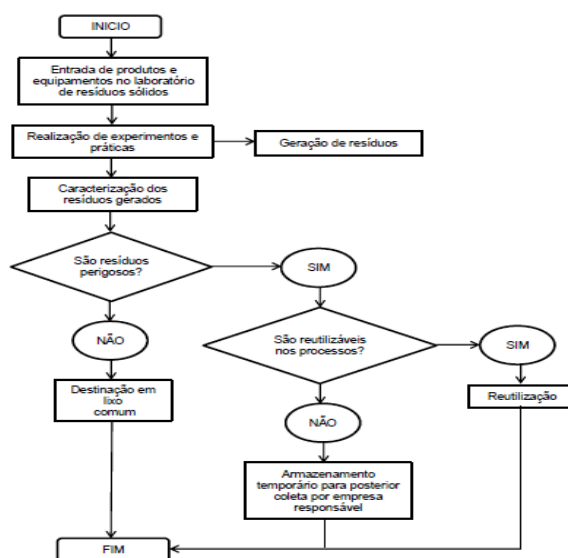 INICIO
Entrada de produtos e
equipamentos no laboratório
de resíduos sólidos
Realização de experimentos e
práticas
Geração de resíduos
Caracterização dos
resíduos gerados
São resíduos
perigosos?
SIM
NÃO
São reutilizáveis
nos processos?
SIM
Destinação em
lixo
comum
Reutilização
NÃO
Armazenamento
temporário para posterior
coleta por empresa
responsável
FIM